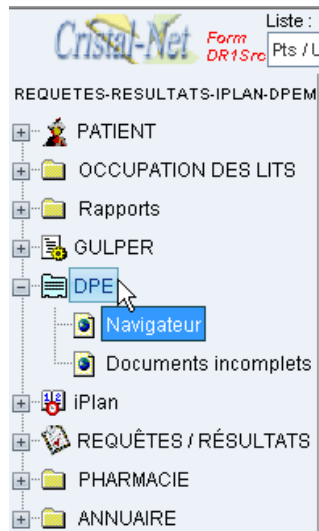 Liste :
Cristal-Net Form
DR1Src Pts / U
REQUETES-RESULTATS-IPLAN-DPEM
PATIENT
OCCUPATION DES LITS
Rapports
GULPER
DPE
Navigateur
Documents incomplets
iPlan
REQUÊTES / RÉSULTATS
PHARMACIE
ANNUAIRE